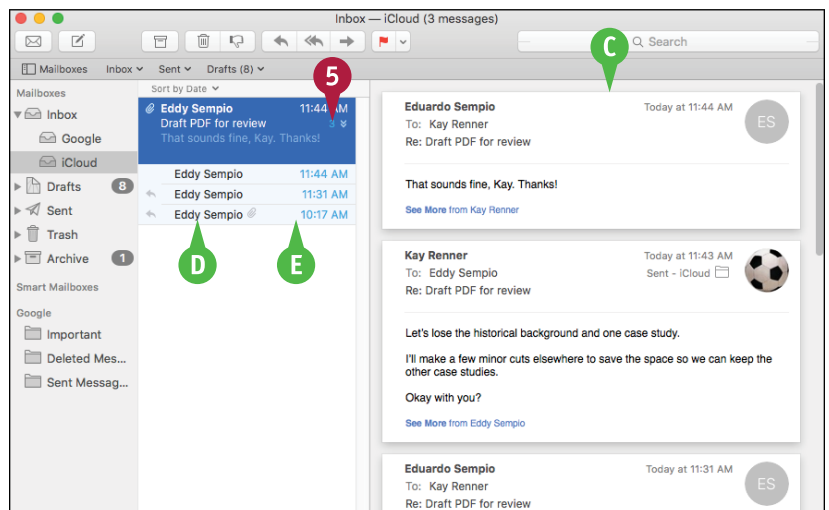 Inbox — iCloud (3 messages)
Search
Mailboxes Inbox Sent Drafts (8)
Mailboxes
Inbox
Google
iCloud
Drafts 8
Sent
Trash
Archive 1
Smart Mailboxes
Google
Important
Deleted Mes...
Sent Messag...
Sort by Date
5
Eddy Sempio 11:44 AM
Draft PDF for review 3
That sounds fine, Kay. Thanks!
Eddy Sempio 11:44 AM
Eddy Sempio 11:31 AM
Eddy Sempio 10:17 AM
D E
C
Eduardo Sempio Today at 11:44 AM
ES
To: Kay Renner
Re: Draft PDF for review
That sounds fine, Kay. Thanks!
See More from Kay Renner
Kay Renner Today at 11:43 AM
To: Eddy Sempio Sent - iCloud
Re: Draft PDF for review
Let's lose the historical background and one case study.
I'll make a few minor cuts elsewhere to save the space so we can keep the
other case studies.
Okay with you?
See More from Eddy Sempio
Eduardo Sempio Today at 11:31 AM
ES
To: Kay Renner
Re: Draft PDF for review